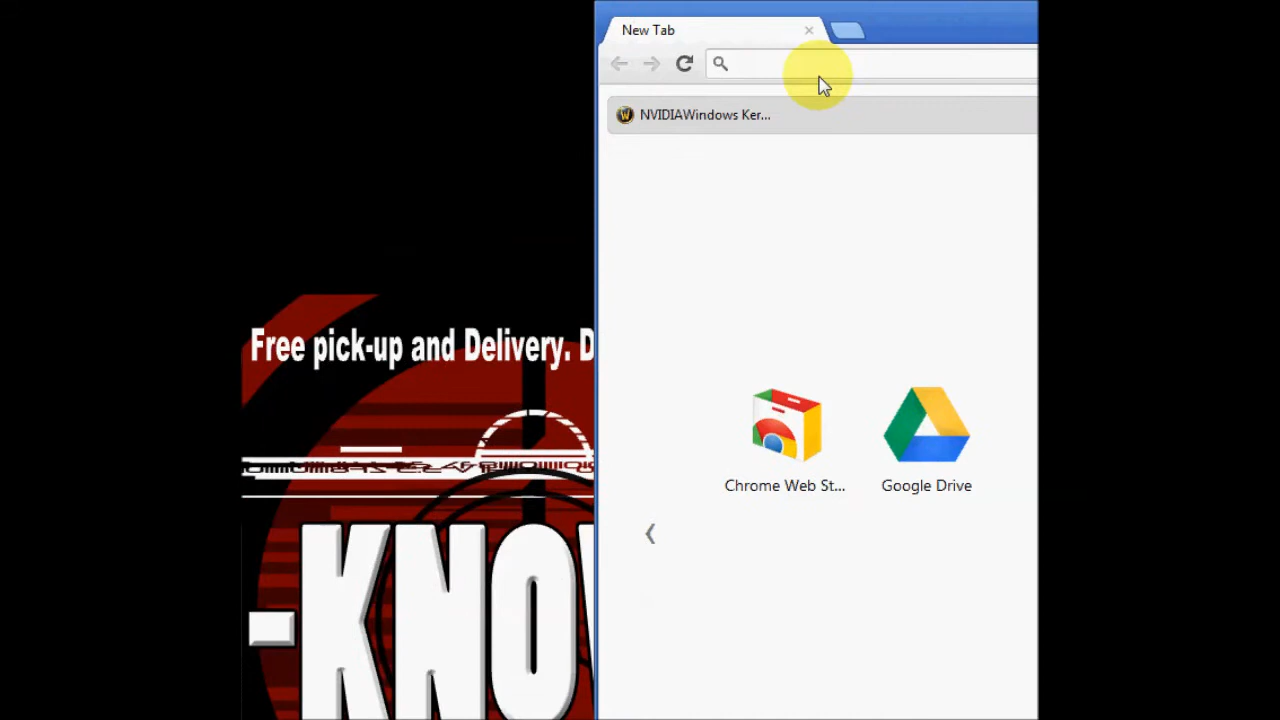 New Tab
NVIDIAWindows Ker...
Free pick-up and Delivery. D
Chrome Web St...
Google Drive
-KNO